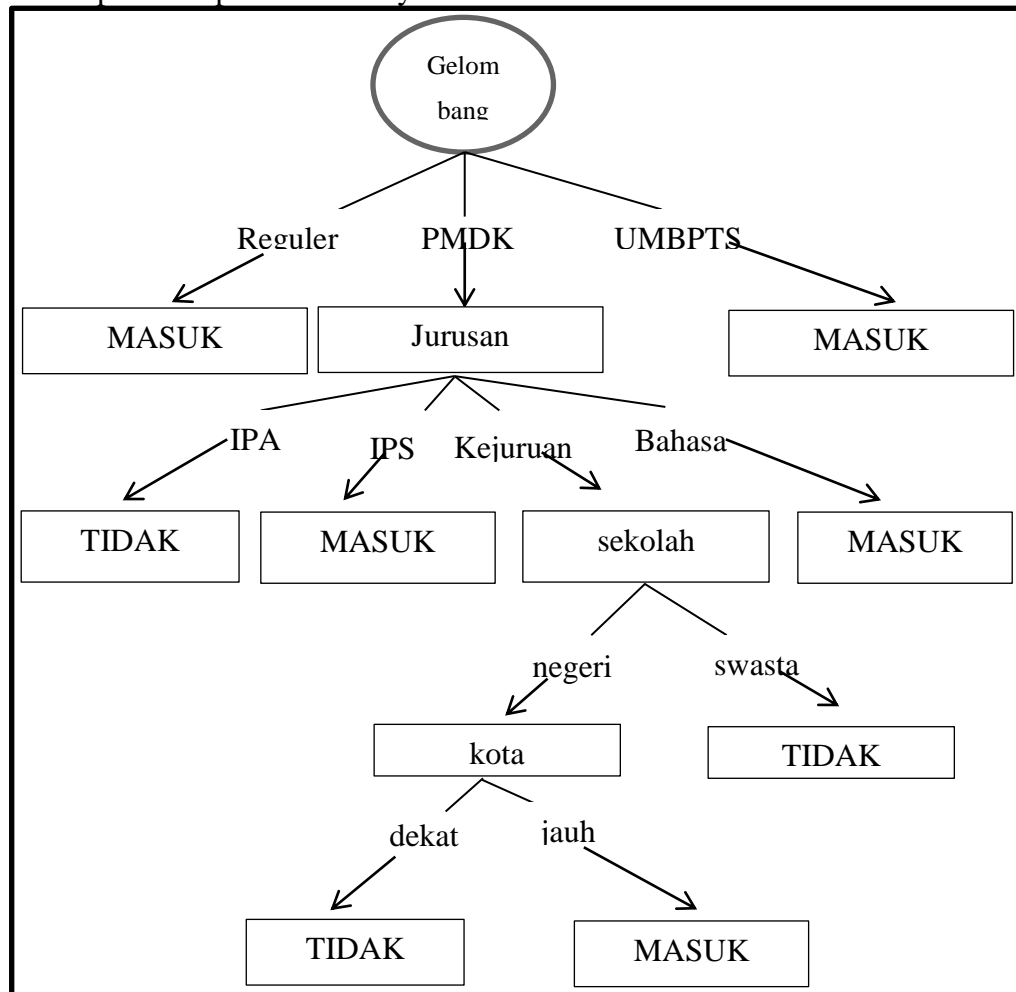 Gelom
bang
Reguler PMDK UMBPTS
MASUK Jurusan MASUK
IPA IPS Kejuruan Bahasa
TIDAK MASUK sekolah MASUK
negeri swasta
kota TIDAK
dekat jauh
TIDAK MASUK